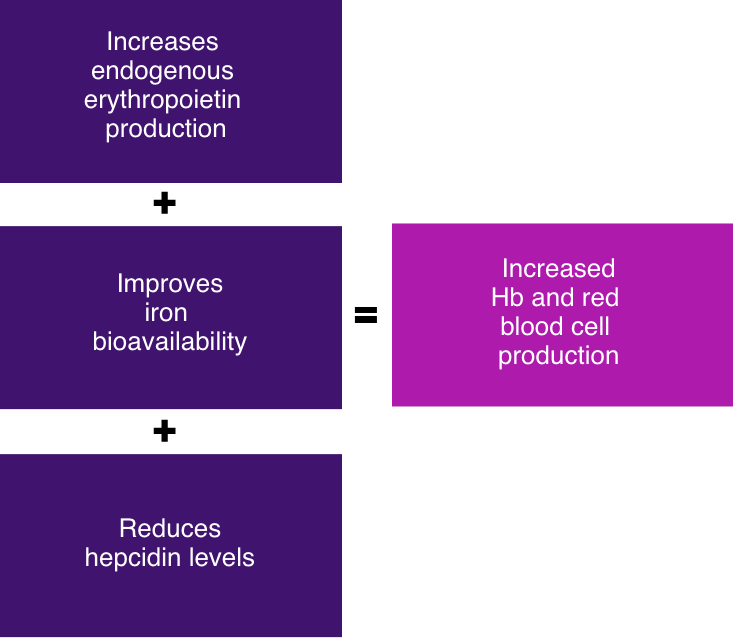 Increases
endogenous
erythropoietin
production
+
Improves
iron
bioavailability
=
Increased
Hb and red
blood cell
production
+
Reduces
hepcidin levels